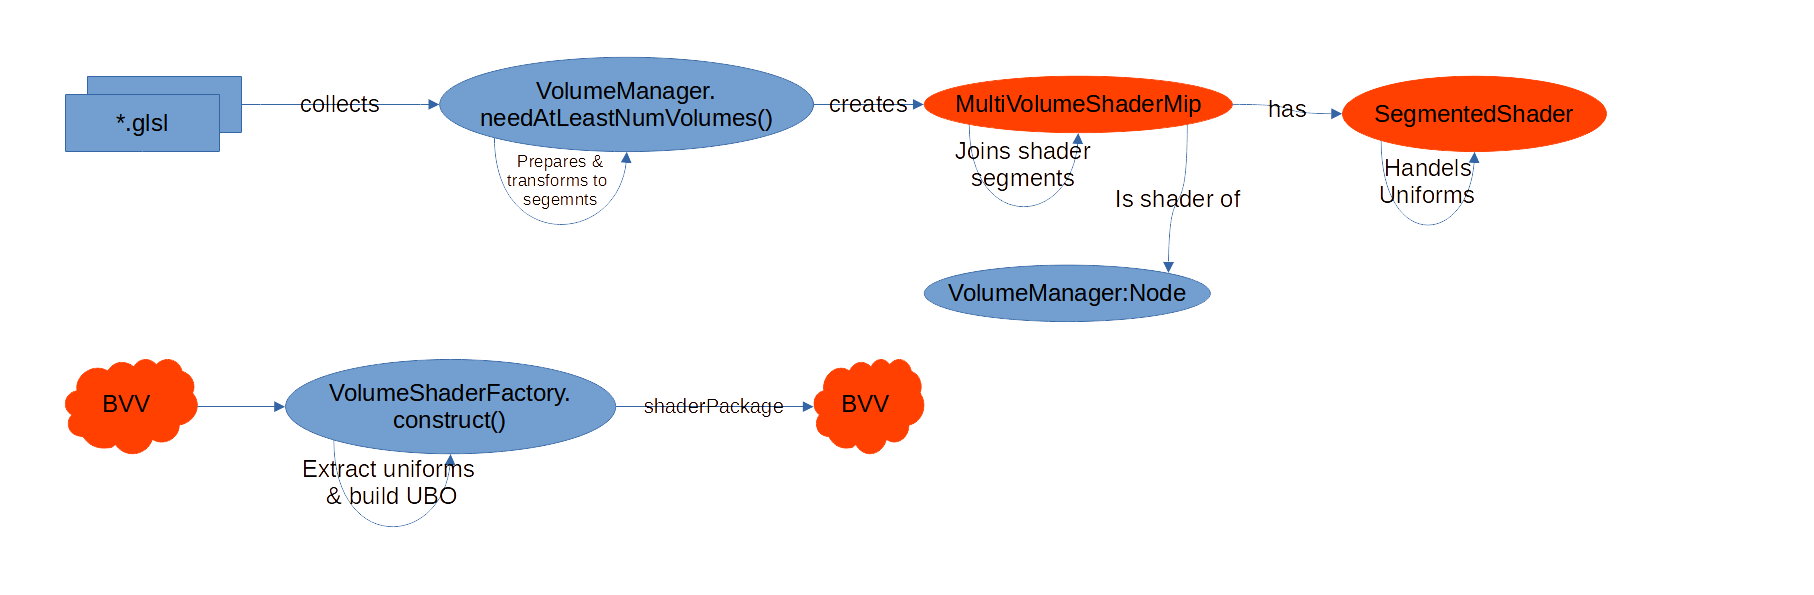 *.glsl
collects
VolumeManager.
needAtLeastNumVolumes()
Prepares &
transforms to
segemnts
creates
MultiVolumeShaderMip
Joins shader
segments
has
SegmentedShader
Handels
Uniforms
Is shader of
VolumeManager:Node
BVV
VolumeShaderFactory.
construct()
Extract uniforms
& build UBO
shaderPackage
BVV